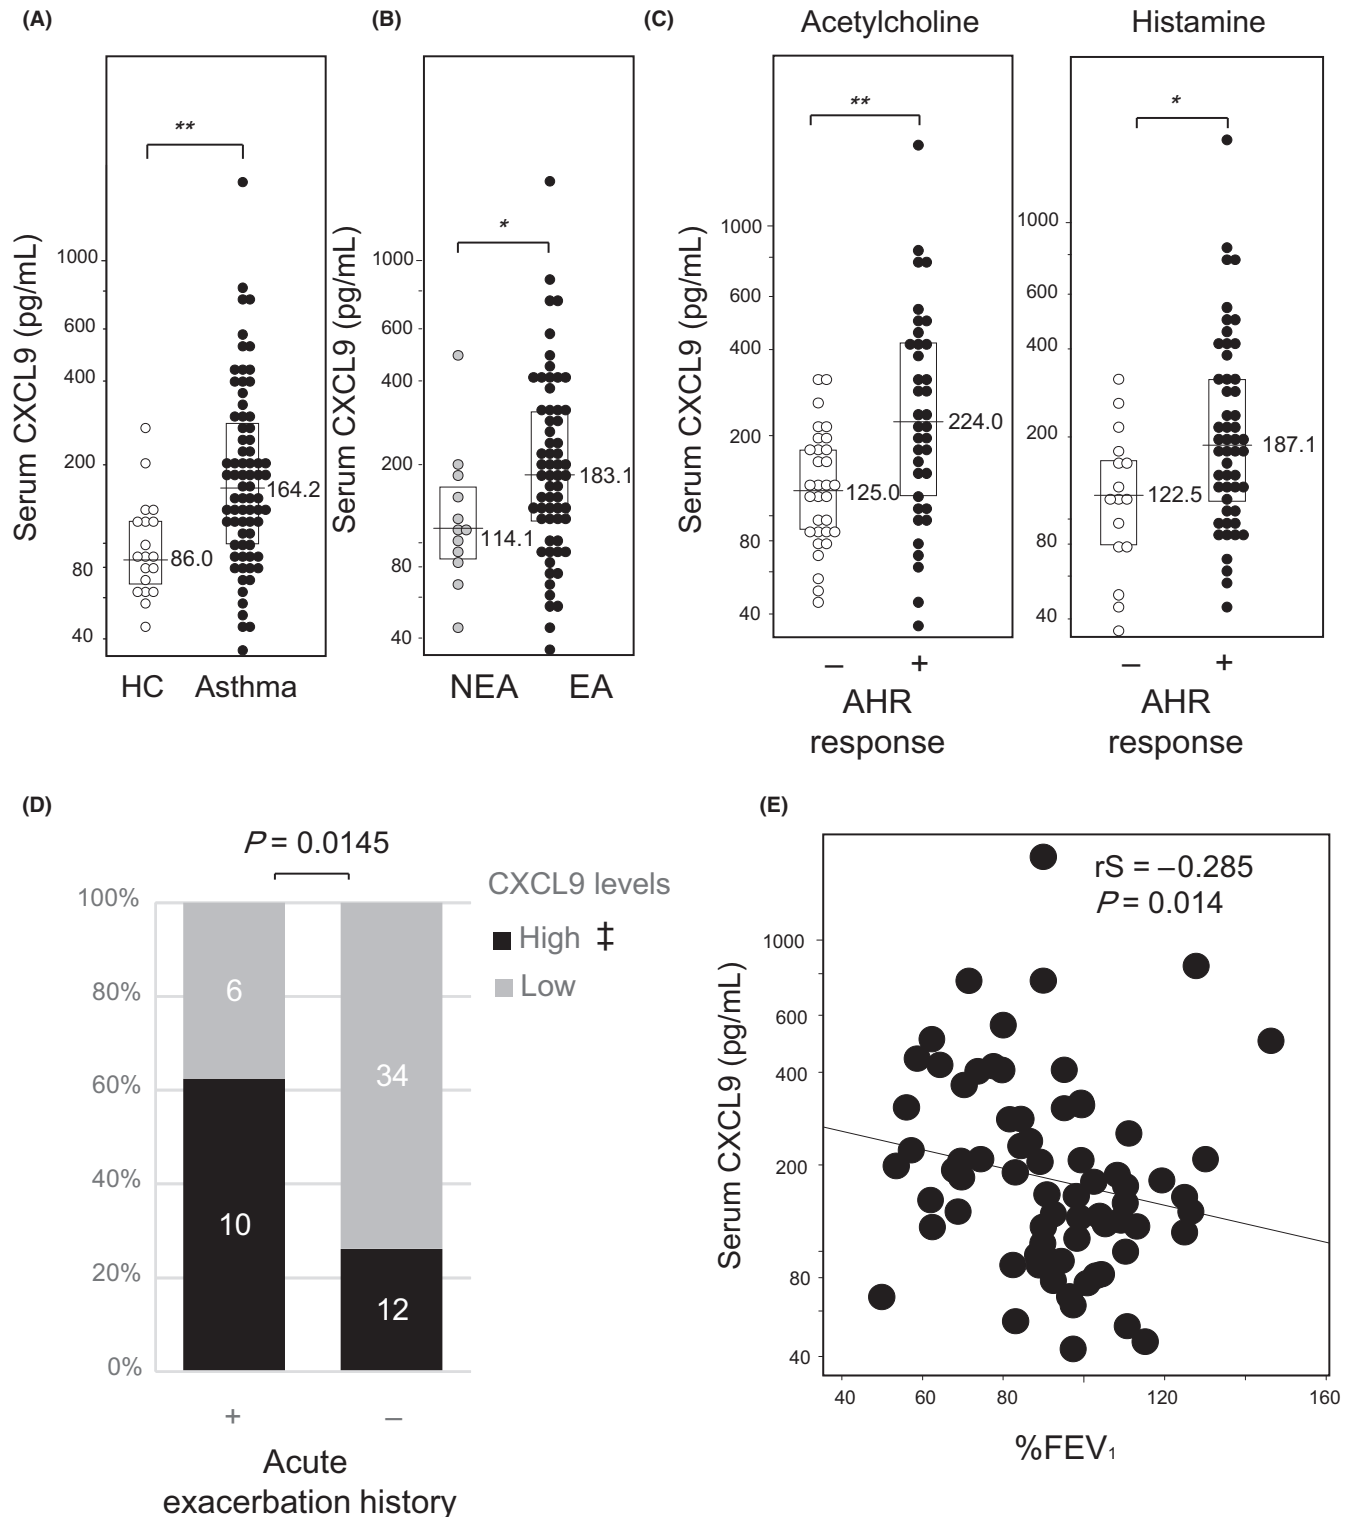 (A)
**
Serum CXCL9 (pg/mL)
1000
600
400
200
80
40
86.0
164.2
HC Asthma
(B)
*
Serum CXCL9 (pg/mL)
1000
600
400
200
80
40
114.1
183.1
NEA EA
(C)
Acetylcholine
**
Serum CXCL9 (pg/mL)
1000
600
400
200
80
40
125.0
224.0
– +
AHR
response
Histamine
*
1000
600
400
200
80
40
122.5
187.1
– +
AHR
response
(D)
P = 0.0145
CXCL9 levels
High ‡
Low
100%
80%
60%
40%
20%
0%
6
10
34
12
+ –
Acute
exacerbation history
(E)
rS = –0.285
P = 0.014
Serum CXCL9 (pg/mL)
1000
600
400
200
80
40
40 60 80 120 160
%FEV₁